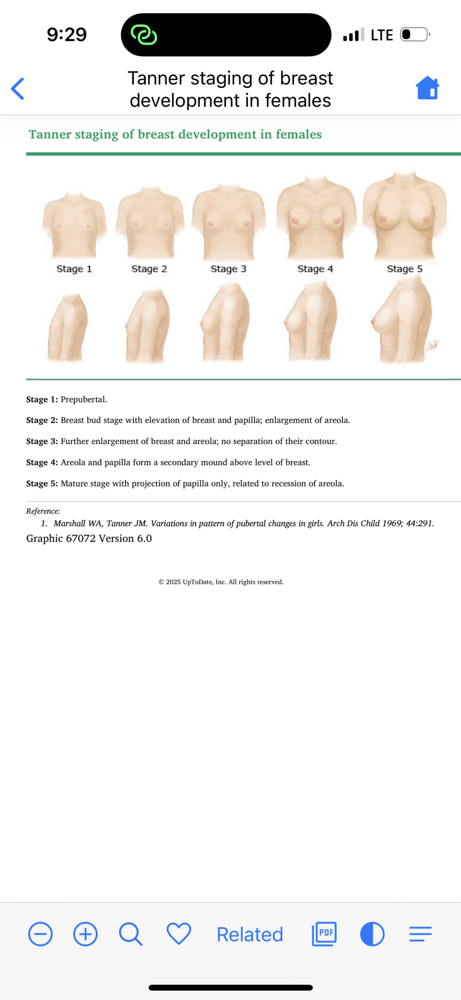 9:29
LTE
Tanner staging of breast
development in females
Tanner staging of breast development in females
Stage 1 Stage 2 Stage 3 Stage 4 Stage 5
Stage 1: Prepubertal.
Stage 2: Breast bud stage with elevation of breast and papilla; enlargement of areola.
Stage 3: Further enlargement of breast and areola; no separation of their contour.
Stage 4: Areola and papilla form a secondary mound above level of breast.
Stage 5: Mature stage with projection of papilla only, related to recession of areola.
Reference:
1. Marshall WA, Tanner JM. Variations in pattern of pubertal changes in girls. Arch Dis Child 1969; 44:291.
Graphic 67072 Version 6.0
© 2025 UpToDate, Inc. All rights reserved.
Related
PDF